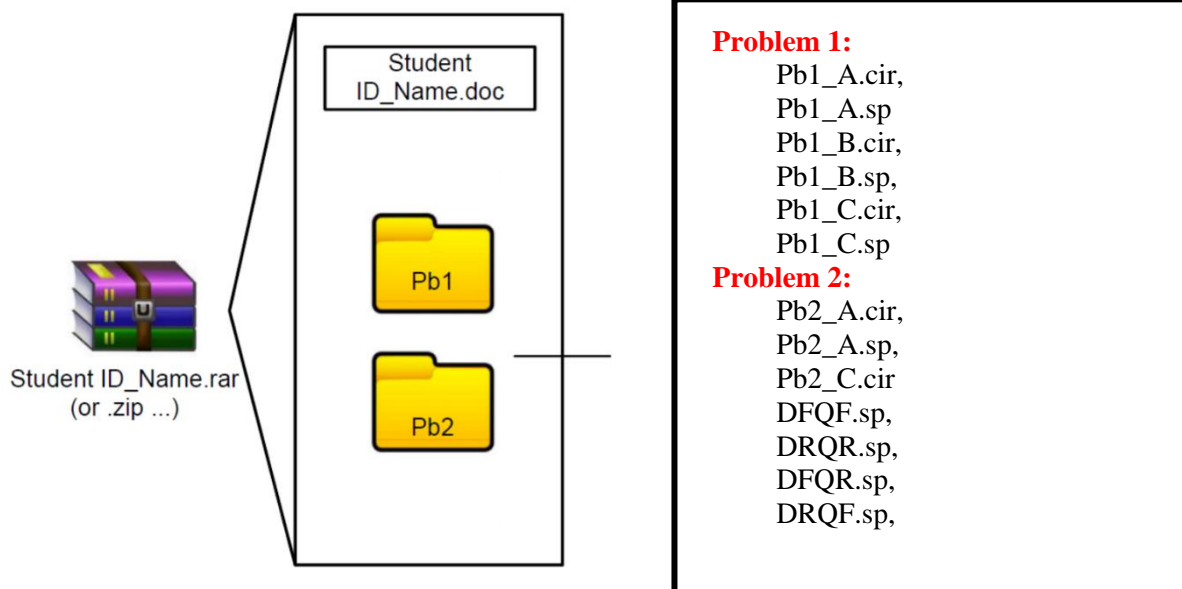 Student
ID_Name.doc
Pb1
Pb2
U
Student ID_Name.rar
(or .zip ...)
Problem 1:
Pb1_A.cir,
Pb1_A.sp
Pb1_B.cir,
Pb1_B.sp,
Pb1_C.cir,
Pb1_C.sp
Problem 2:
Pb2_A.cir,
Pb2_A.sp,
Pb2_C.cir
DFQF.sp,
DRQR.sp,
DFQR.sp,
DRQF.sp,